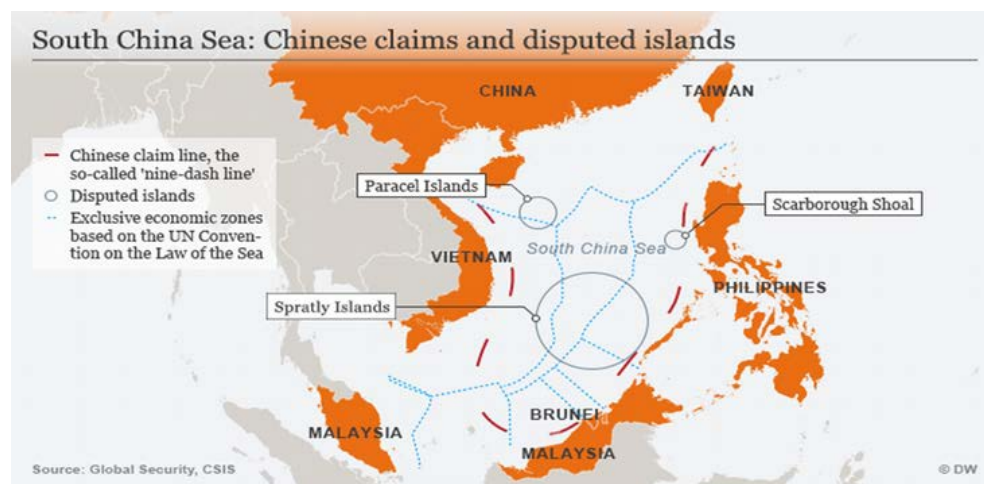 South China Sea: Chinese claims and disputed islands
CHINA
TAIWAN
Chinese claim line, the
so-called 'nine-dash line'
Disputed islands
Exclusive economic zones
based on the UN Conven-
tion on the Law of the Sea
Paracel Islands
Scarborough Shoal
South China Sea
VIETNAM
PHILIPPINES
Spratly Islands
BRUNEI
MALAYSIA
MALAYSIA
Source: Global Security, CSIS
© DW